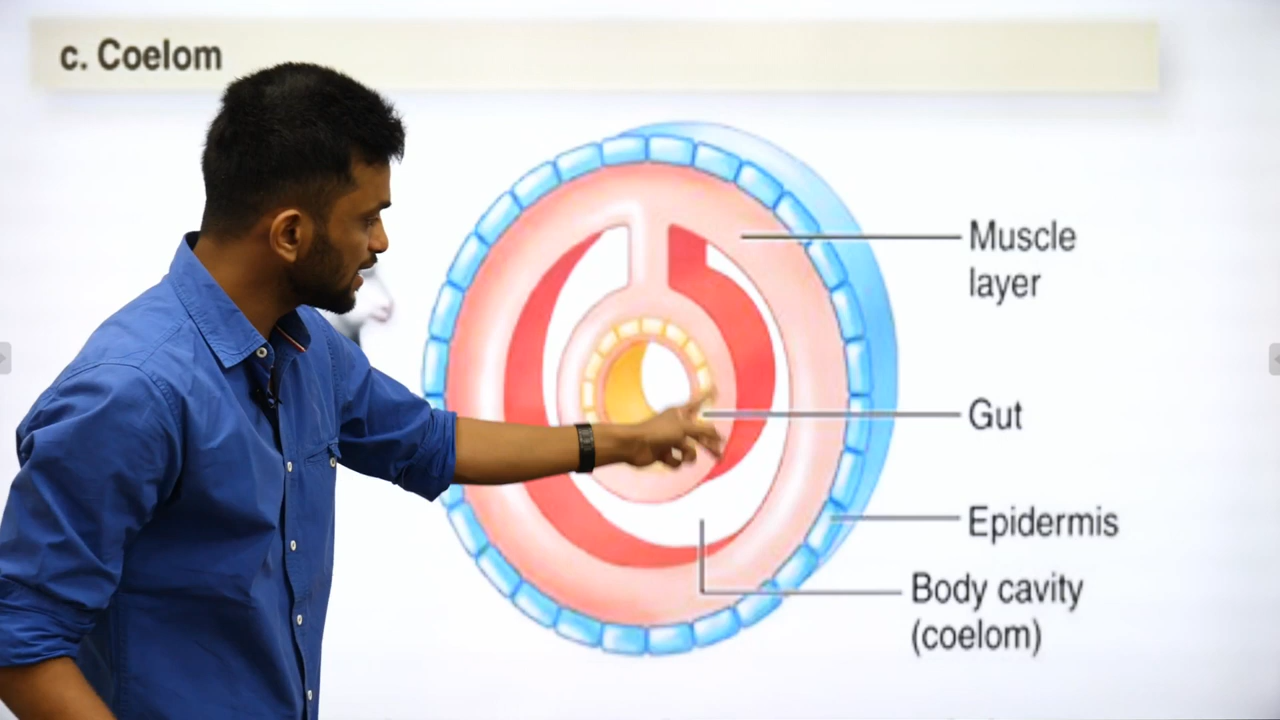 c. Coelom
Muscle
layer
Gut
Epidermis
Body cavity
(coelom)